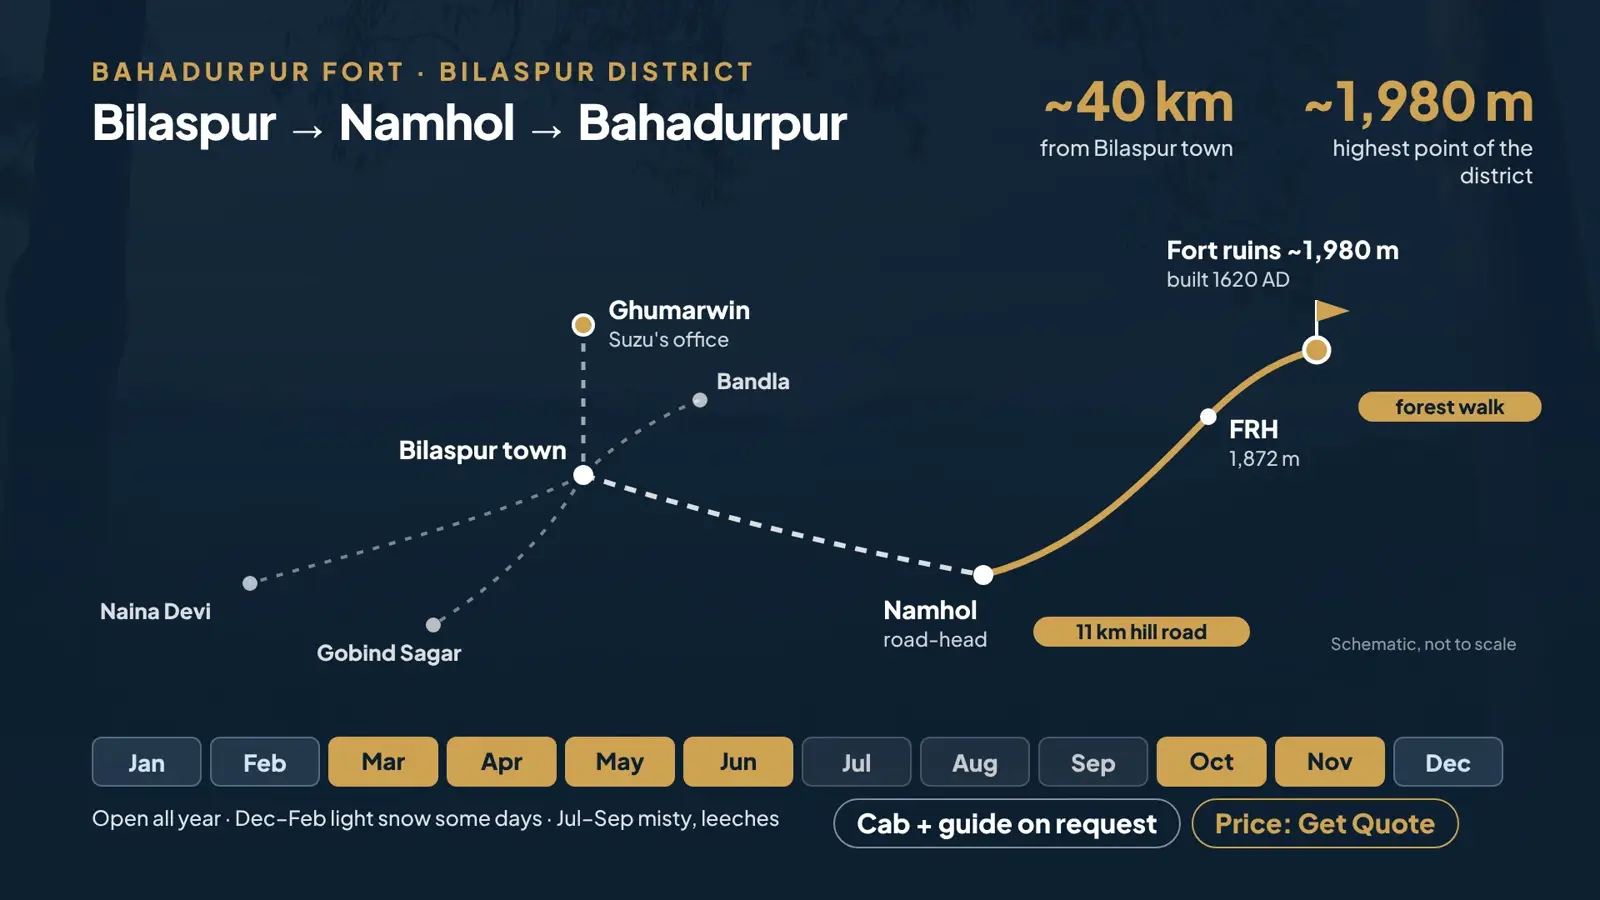 BAHADURPUR FORT · BILASPUR DISTRICT
Bilaspur → Namhol → Bahadurpur
~40 km
from Bilaspur town
~1,980 m
highest point of the
district
Fort ruins ~1,980 m
built 1620 AD
Ghumarwin
Suzu's office
Bandla
forest walk
FRH
1,872 m
Bilaspur town
Naina Devi
Gobind Sagar
Namhol
road-head
11 km hill road
Schematic, not to scale
Jan
Feb
Mar
Apr
May
Jun
Jul
Aug
Sep
Oct
Nov
Dec
Open all year · Dec–Feb light snow some days · Jul–Sep misty, leeches
Cab + guide on request
Price: Get Quote